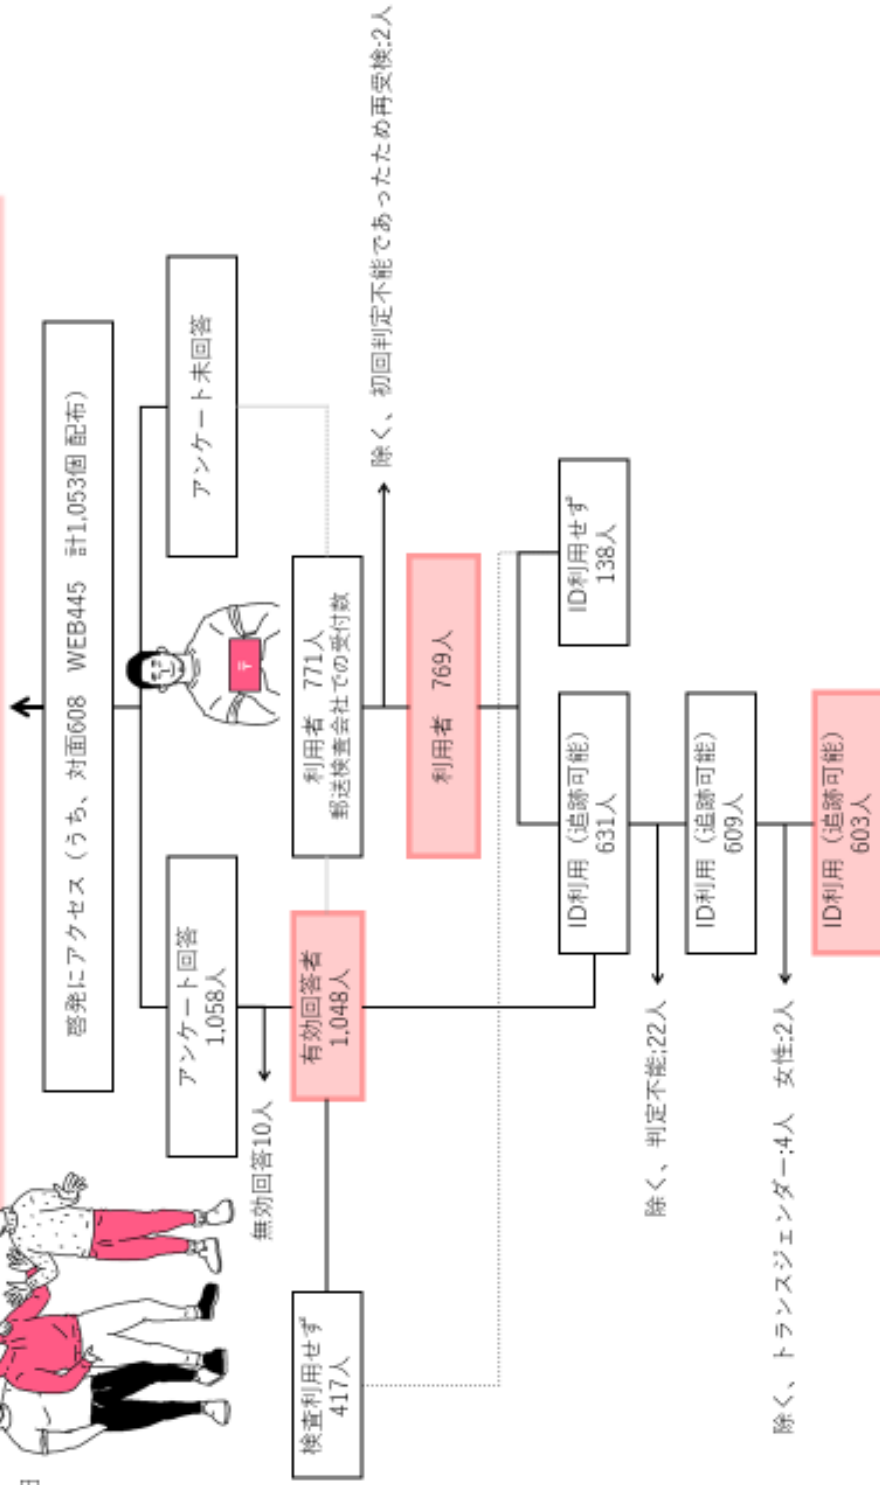 啓発にアクセス（うち、対面608　WEB445　計1,053個 配布）
アンケート回答
1,058人
アンケート未回答
無効回答10人
検査利用せず
417人
有効回答者
1,048人
利用者　771人
郵送検査会社での受付数
除く、初回判定不能であったため再受検;2人
利用者　769人
ID利用（追跡可能）
631人
ID利用せず
138人
除く、判定不能;22人
ID利用（追跡可能）
609人
除く、トランスジェンダー;4人　女性;2人
ID利用（追跡可能）
603人